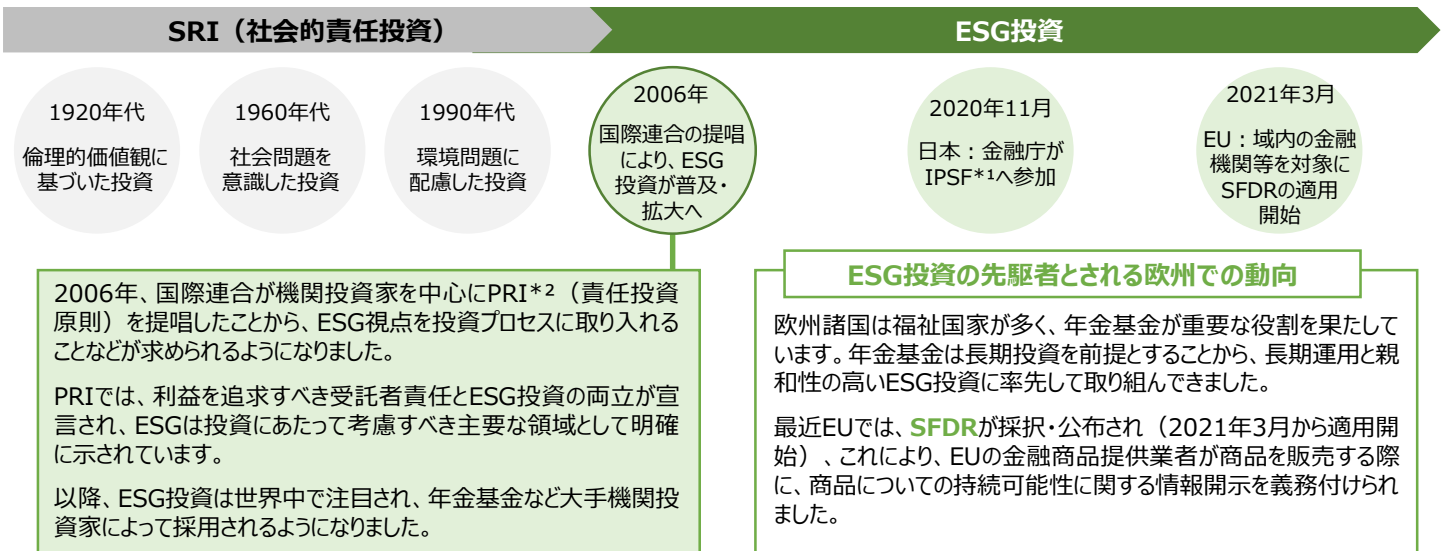 SRI（社会的責任投資）
ESG投資
1920年代
倫理的価値観に
基づいた投資
1960年代
社会問題を
意識した投資
1990年代
環境問題に
配慮した投資
2006年
国際連合の提唱
により、ESG
投資が普及・
拡大へ
2020年11月
日本：金融庁が
IPSF*¹へ参加
2021年3月
EU：域内の金融
機関等を対象に
SFDRの適用
開始
2006年、国際連合が機関投資家を中心にPRI*²（責任投資
原則）を提唱したことから、ESG視点を投資プロセスに取り入れる
ことなどが求められるようになりました。
PRIでは、利益を追求すべき受託者責任とESG投資の両立が宣
言され、ESGは投資にあたって考慮すべき主要な領域として明確
に示されています。
以降、ESG投資は世界中で注目され、年金基金など大手機関投
資家によって採用されるようになりました。
ESG投資の先駆者とされる欧州での動向
欧州諸国は福祉国家が多く、年金基金が重要な役割を果たして
います。年金基金は長期投資を前提とすることから、長期運用と親
和性の高いESG投資に率先して取り組んできました。
最近EUでは、SFDRが採択・公布され（2021年3月から適用開
始）、これにより、EUの金融商品提供業者が商品を販売する際
に、商品についての持続可能性に関する情報開示を義務付けられ
ました。